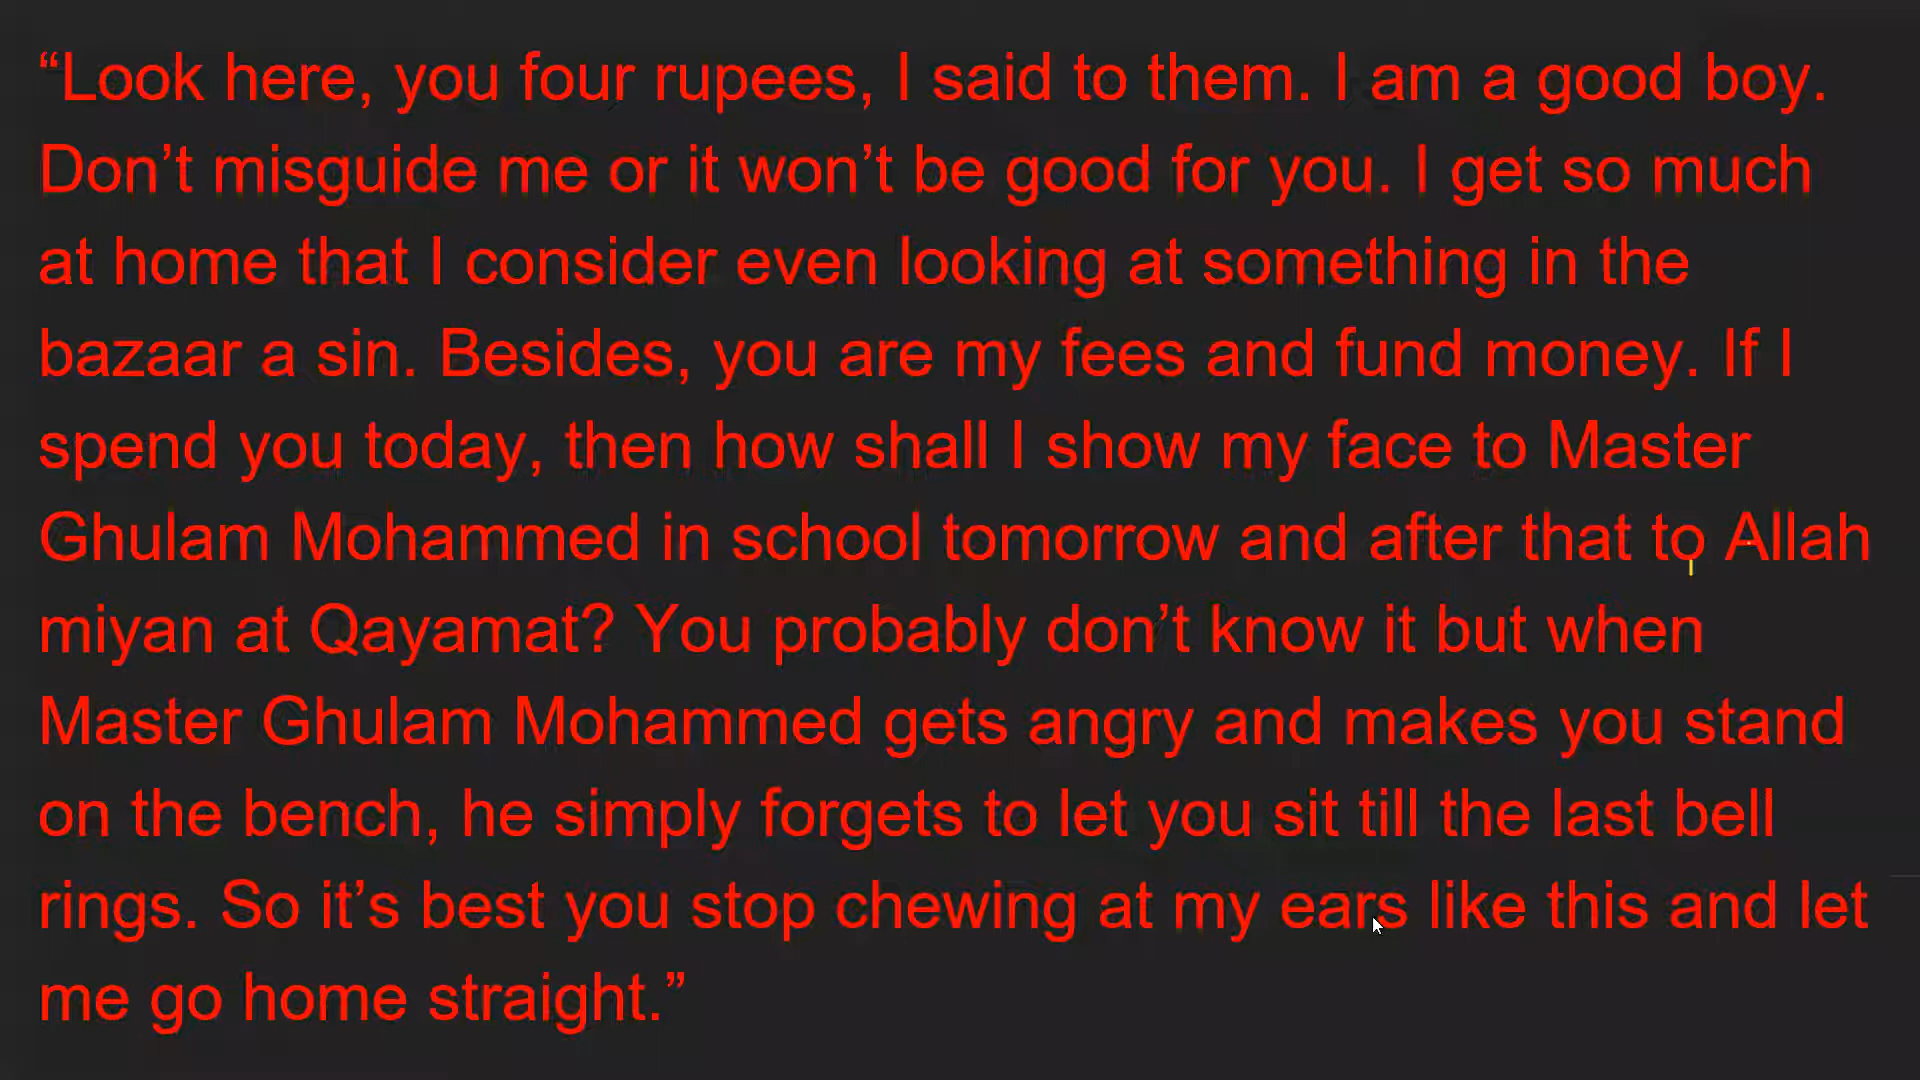 “Look here, you four rupees, I said to them. I am a good boy.
Don’t misguide me or it won’t be good for you. I get so much
at home that I consider even looking at something in the
bazaar a sin. Besides, you are my fees and fund money. If I
spend you today, then how shall I show my face to Master
Ghulam Mohammed in school tomorrow and after that to Allah
miyan at Qayamat? You probably don’t know it but when
Master Ghulam Mohammed gets angry and makes you stand
on the bench, he simply forgets to let you sit till the last bell
rings. So it’s best you stop chewing at my ears like this and let
me go home straight.”